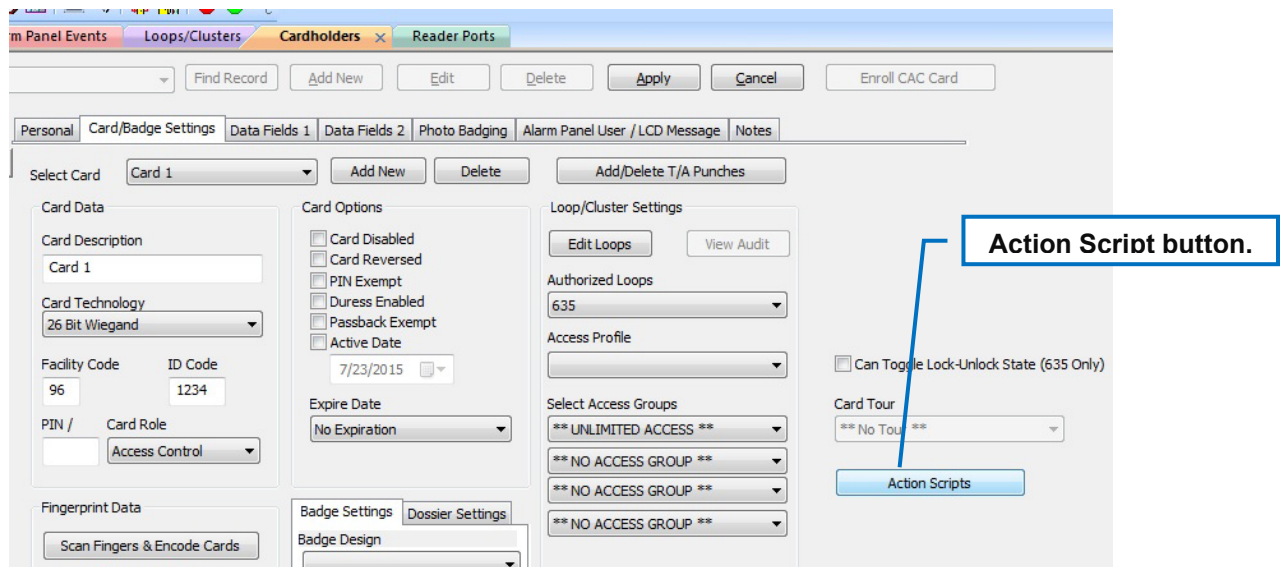 m Panel Events Loops/Clusters Cardholders Reader Ports
Find Record Add New Edit Delete Apply Cancel Enroll CAC Card
Personal Card/Badge Settings Data Fields 1 Data Fields 2 Photo Badging Alarm Panel User / LCD Message Notes
Select Card Card 1 Add New Delete Add/Delete T/A Punches
Card Data Card Options Loop/Cluster Settings
Card Description Card Disabled Edit Loops View Audit Action Script button.
Card 1 Card Reversed
PIN Exempt Authorized Loops
Card Technology Duress Enabled 635
26 Bit Wiegand Passback Exempt
Active Date Access Profile
Facility Code ID Code 7/23/2015 Can Toggle Lock-Unlock State (635 Only)
96 1234
Expire Date Select Access Groups Card Tour
PIN / Card Role No Expiration ** UNLIMITED ACCESS ** ** No Tour **
Access Control ** NO ACCESS GROUP **
** NO ACCESS GROUP ** Action Scripts
Fingerprint Data Badge Settings Dossier Settings ** NO ACCESS GROUP **
Scan Fingers & Encode Cards Badge Design